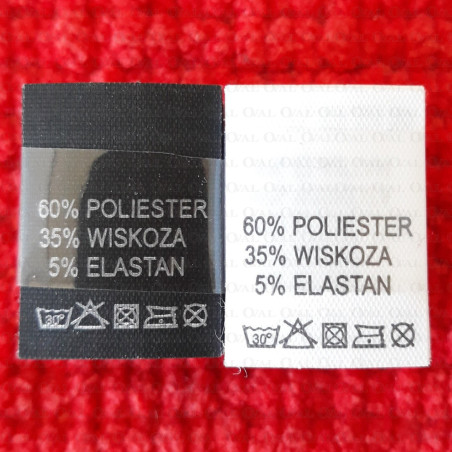 60% POLIESTER
35% WISKOZA
5% ELASTAN
30°
60% POLIESTER
35% WISKOZA
5% ELASTAN
30°